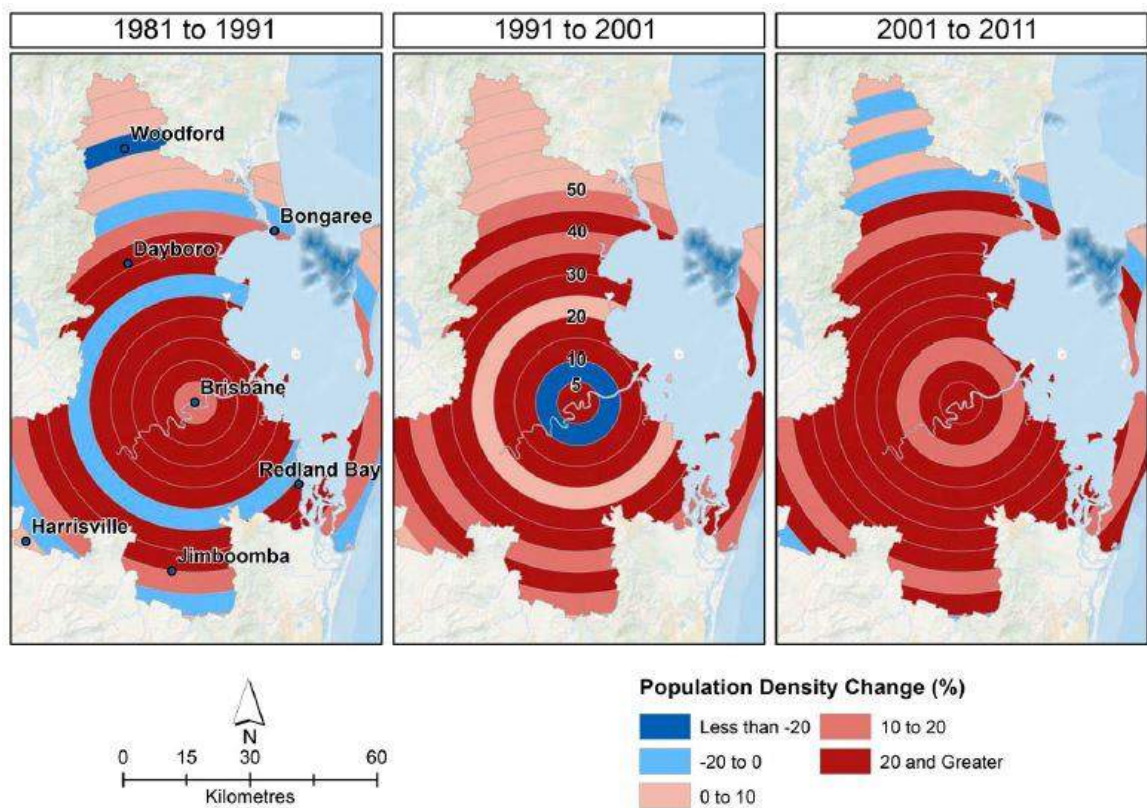 1981 to 1991
1991 to 2001
2001 to 2011
Woodford
Bongaree
Dayboro
Brisbane
Redland Bay
Harrisville
Jimboomba
50
40
30
20
10
5
N
0 15 30 60
Kilometres
Population Density Change (%)
Less than -20
-20 to 0
0 to 10
10 to 20
20 and Greater